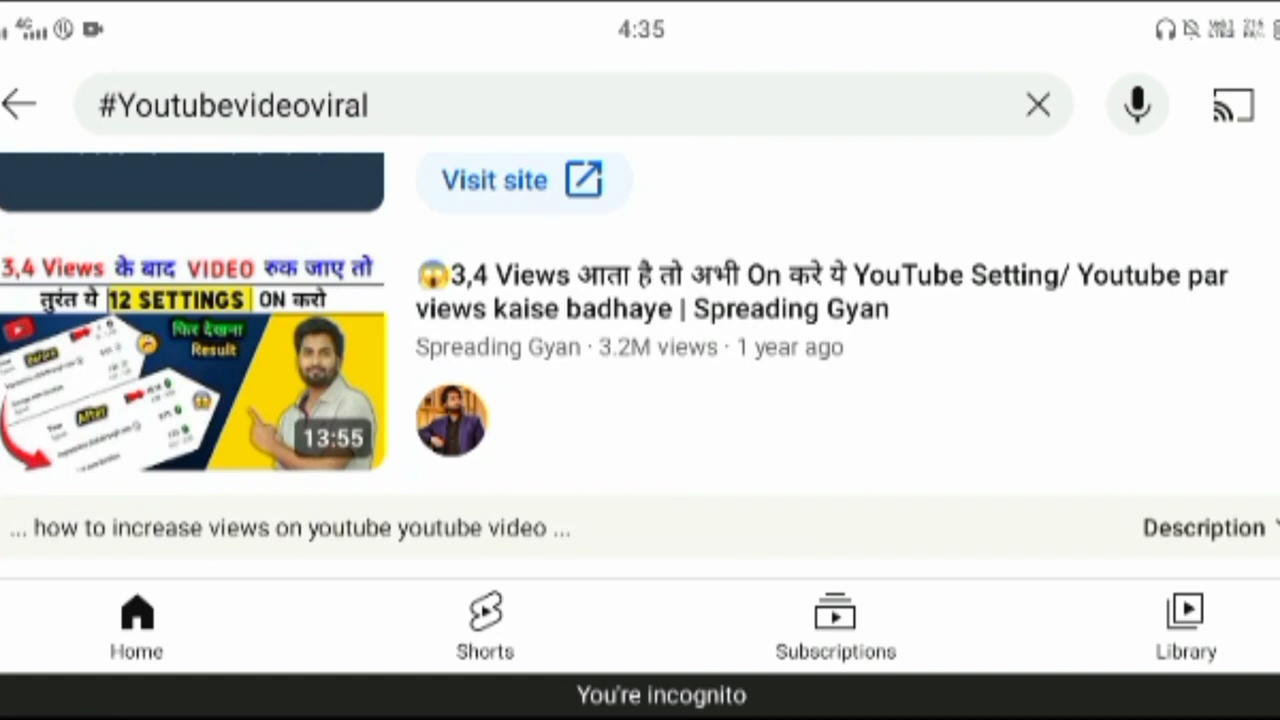 4G
4:35
#Youtubevideoviral
Visit site
3,4 Views के बाद VIDEO रुक जाए तो
तुरंत ये 12 SETTINGS ON करो
फिर देखना
Result
Before
After
13:55
😱3,4 Views आता है तो अभी On करे ये YouTube Setting/ Youtube par
views kaise badhaye | Spreading Gyan
Spreading Gyan · 3.2M views · 1 year ago
... how to increase views on youtube youtube video ...
Description
Home
Shorts
Subscriptions
Library
You're incognito